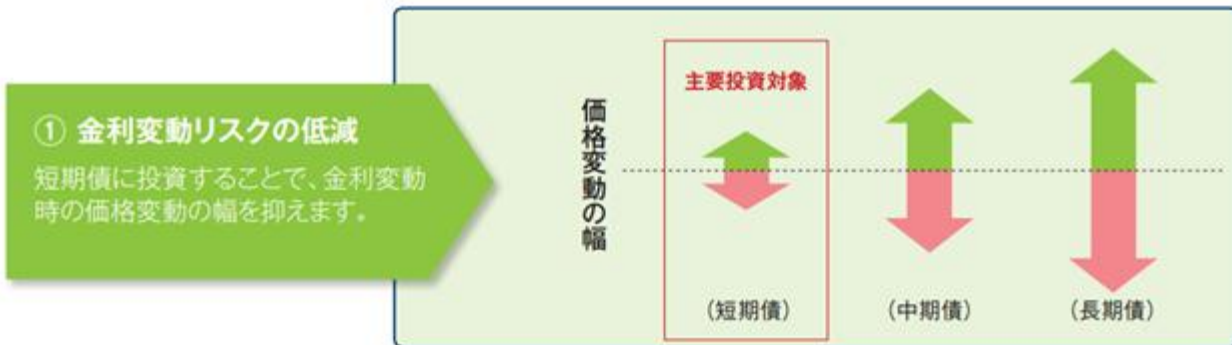 ① 金利変動リスクの低減
短期債に投資することで、金利変動
時の価格変動の幅を抑えます。
価格変動の幅
主要投資対象
（短期債）
（中期債）
（長期債）